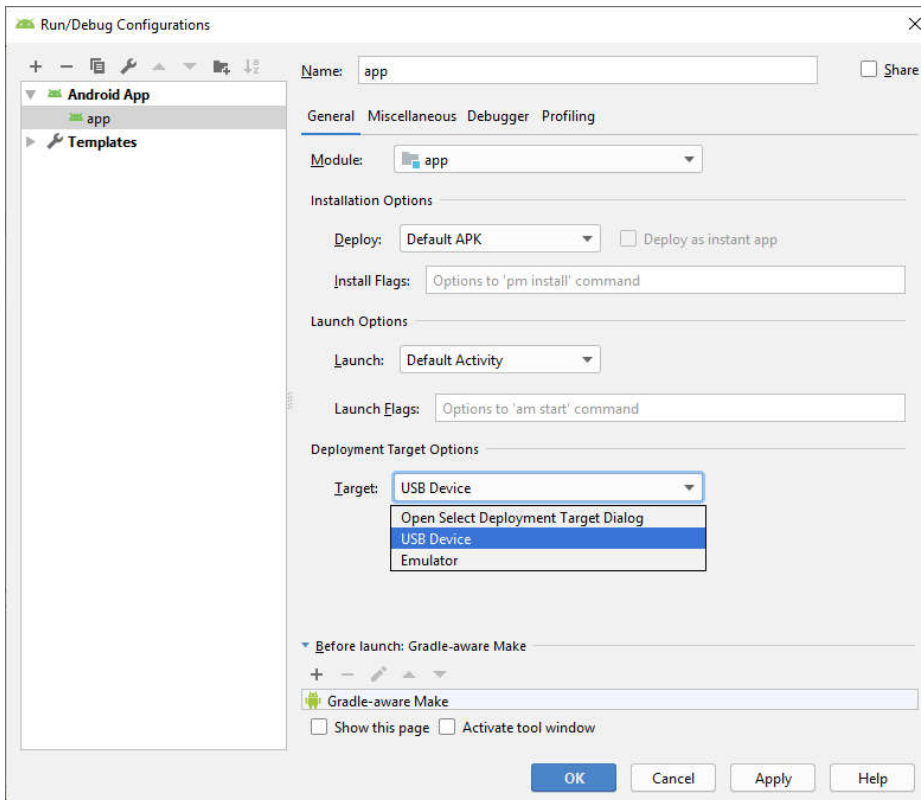 Run/Debug Configurations
Name: app
Share
Android App
app
Templates
General Miscellaneous Debugger Profiling
Module: app
Installation Options
Deploy: Default APK
Deploy as instant app
Install Flags: Options to 'pm install' command
Launch Options
Launch: Default Activity
Launch Flags: Options to 'am start' command
Deployment Target Options
Target: USB Device
Open Select Deployment Target Dialog
USB Device
Emulator
Before launch: Gradle-aware Make
Gradle-aware Make
Show this page Activate tool window
OK Cancel Apply Help